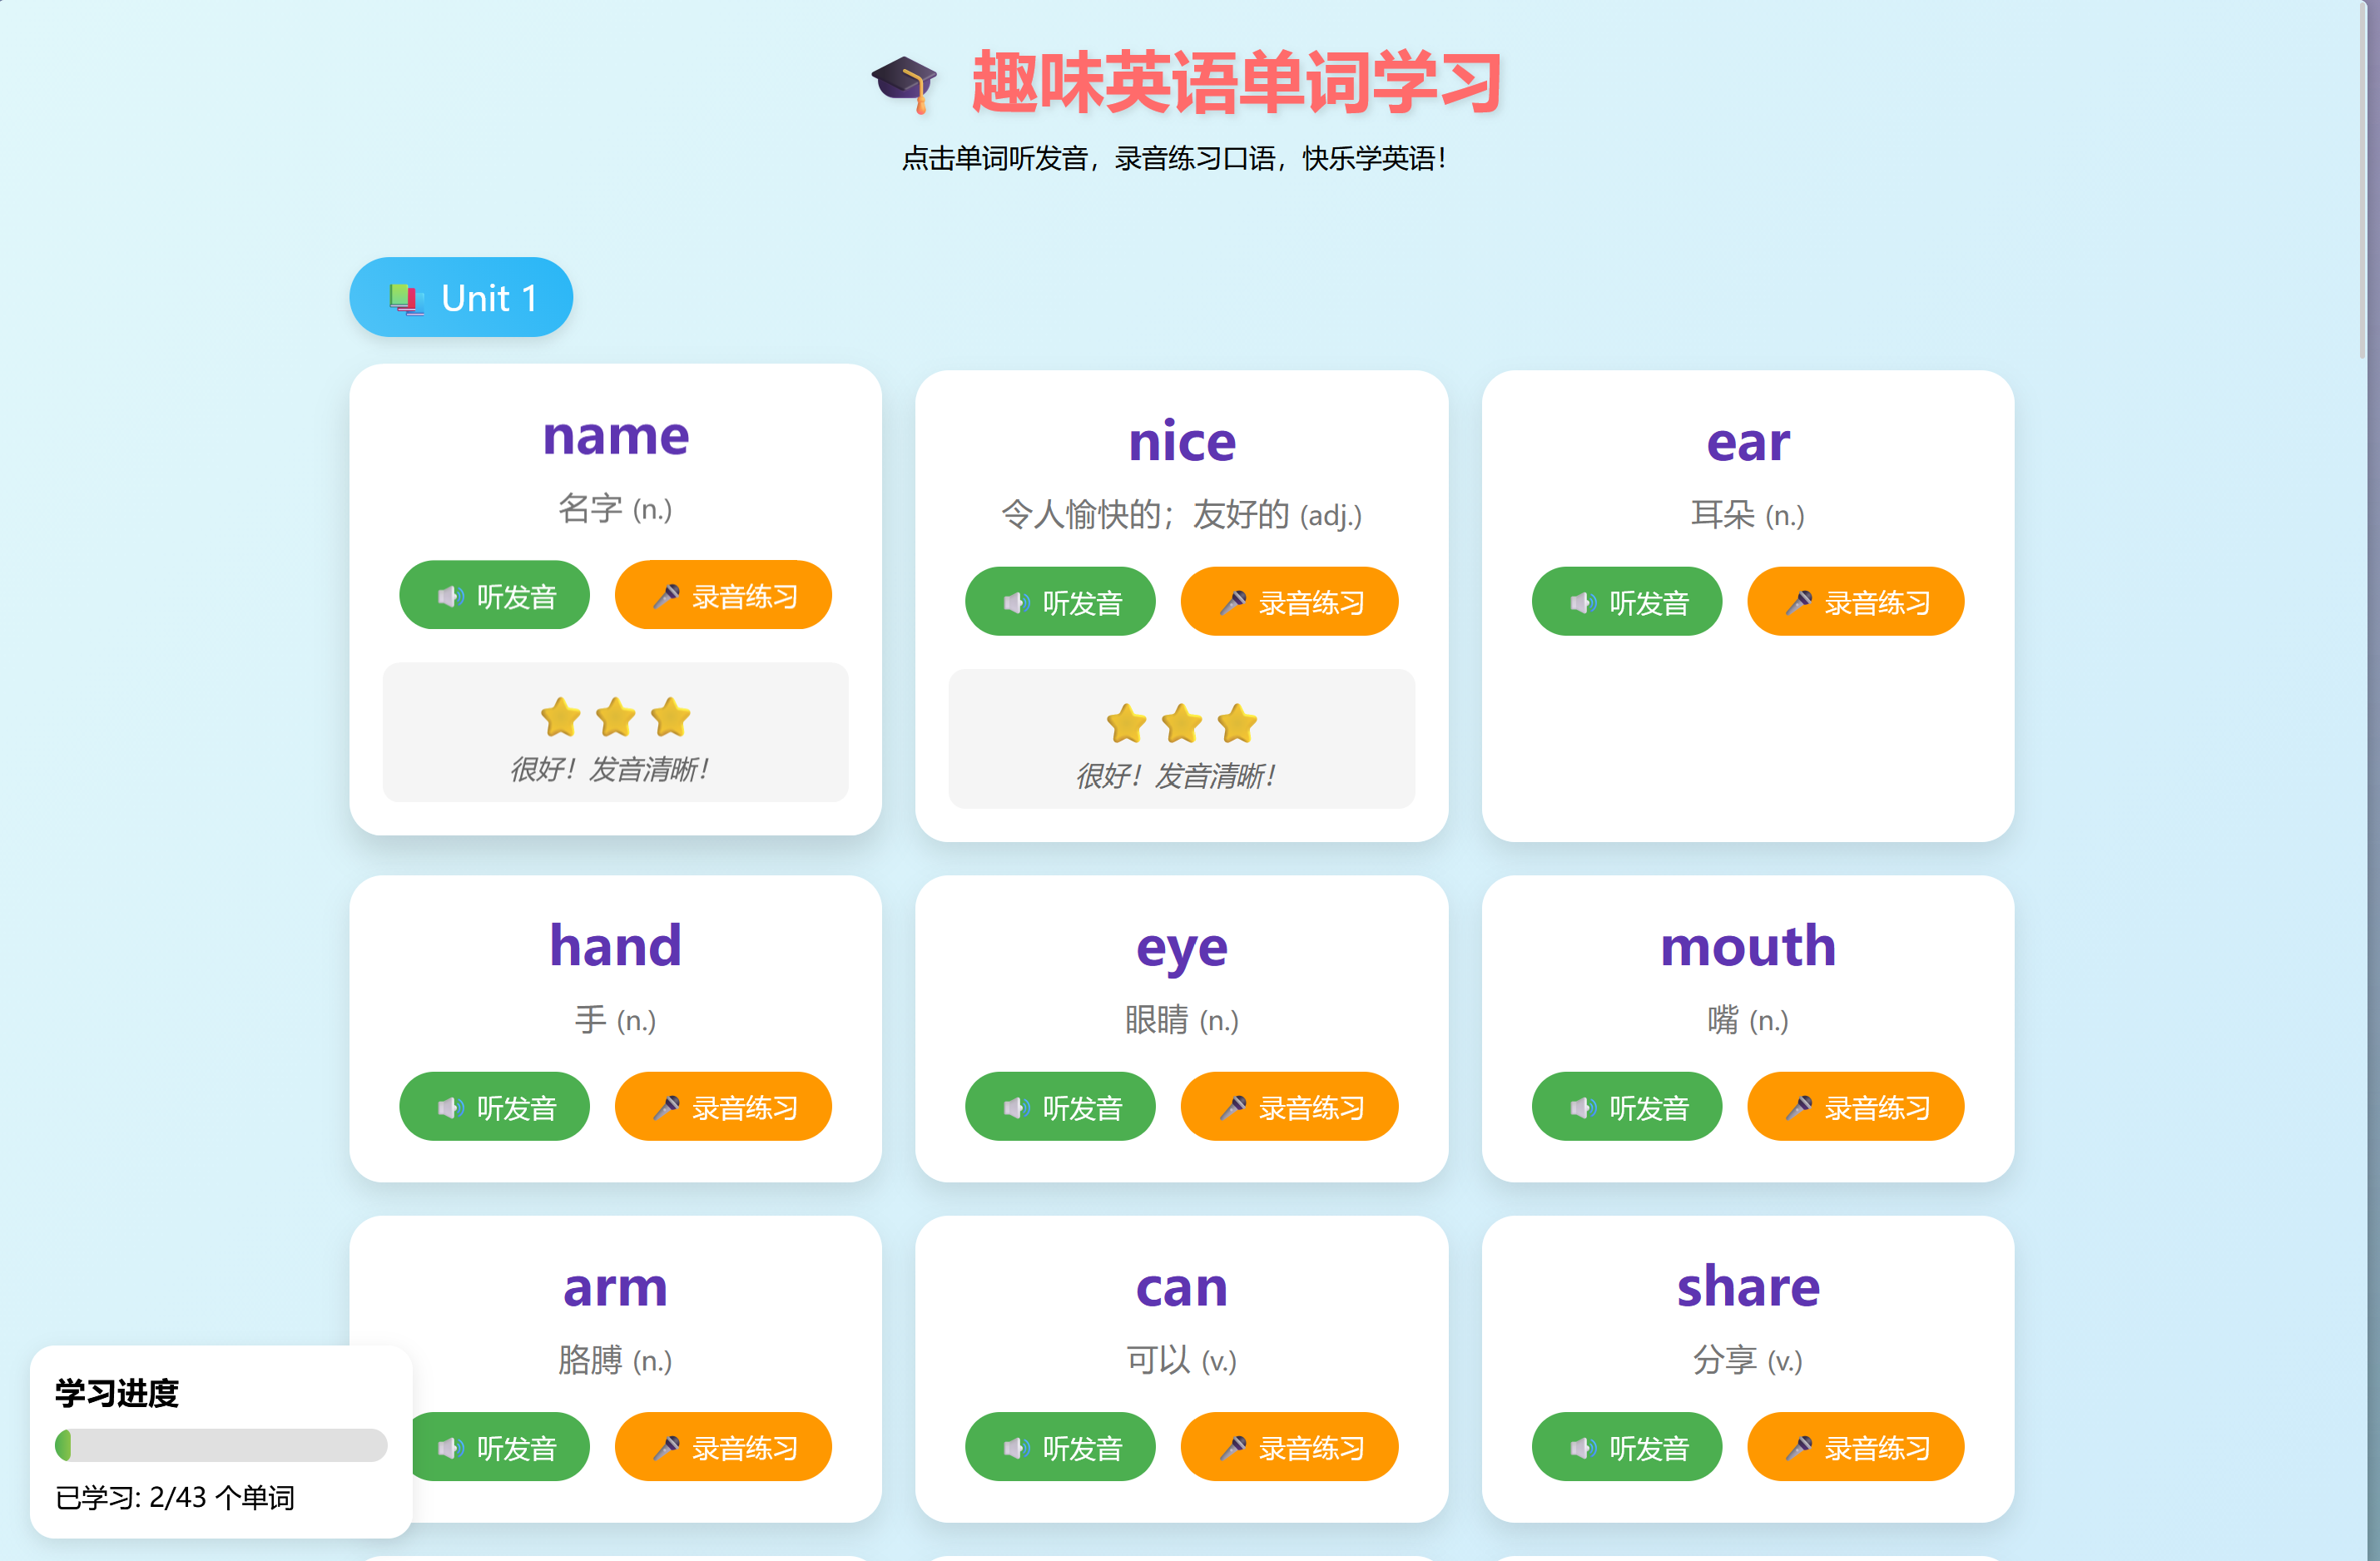 趣味英语单词学习
点击单词听发音，录音练习口语，快乐学英语！
Unit 1
name
名字 (n.)
听发音 录音练习
很好！发音清晰！
nice
令人愉快的；友好的 (adj.)
听发音 录音练习
很好！发音清晰！
ear
耳朵 (n.)
听发音 录音练习
hand
手 (n.)
听发音 录音练习
eye
眼睛 (n.)
听发音 录音练习
mouth
嘴 (n.)
听发音 录音练习
arm
胳膊 (n.)
听发音 录音练习
can
可以 (v.)
听发音 录音练习
share
分享 (v.)
听发音 录音练习
学习进度
已学习: 2/43 个单词